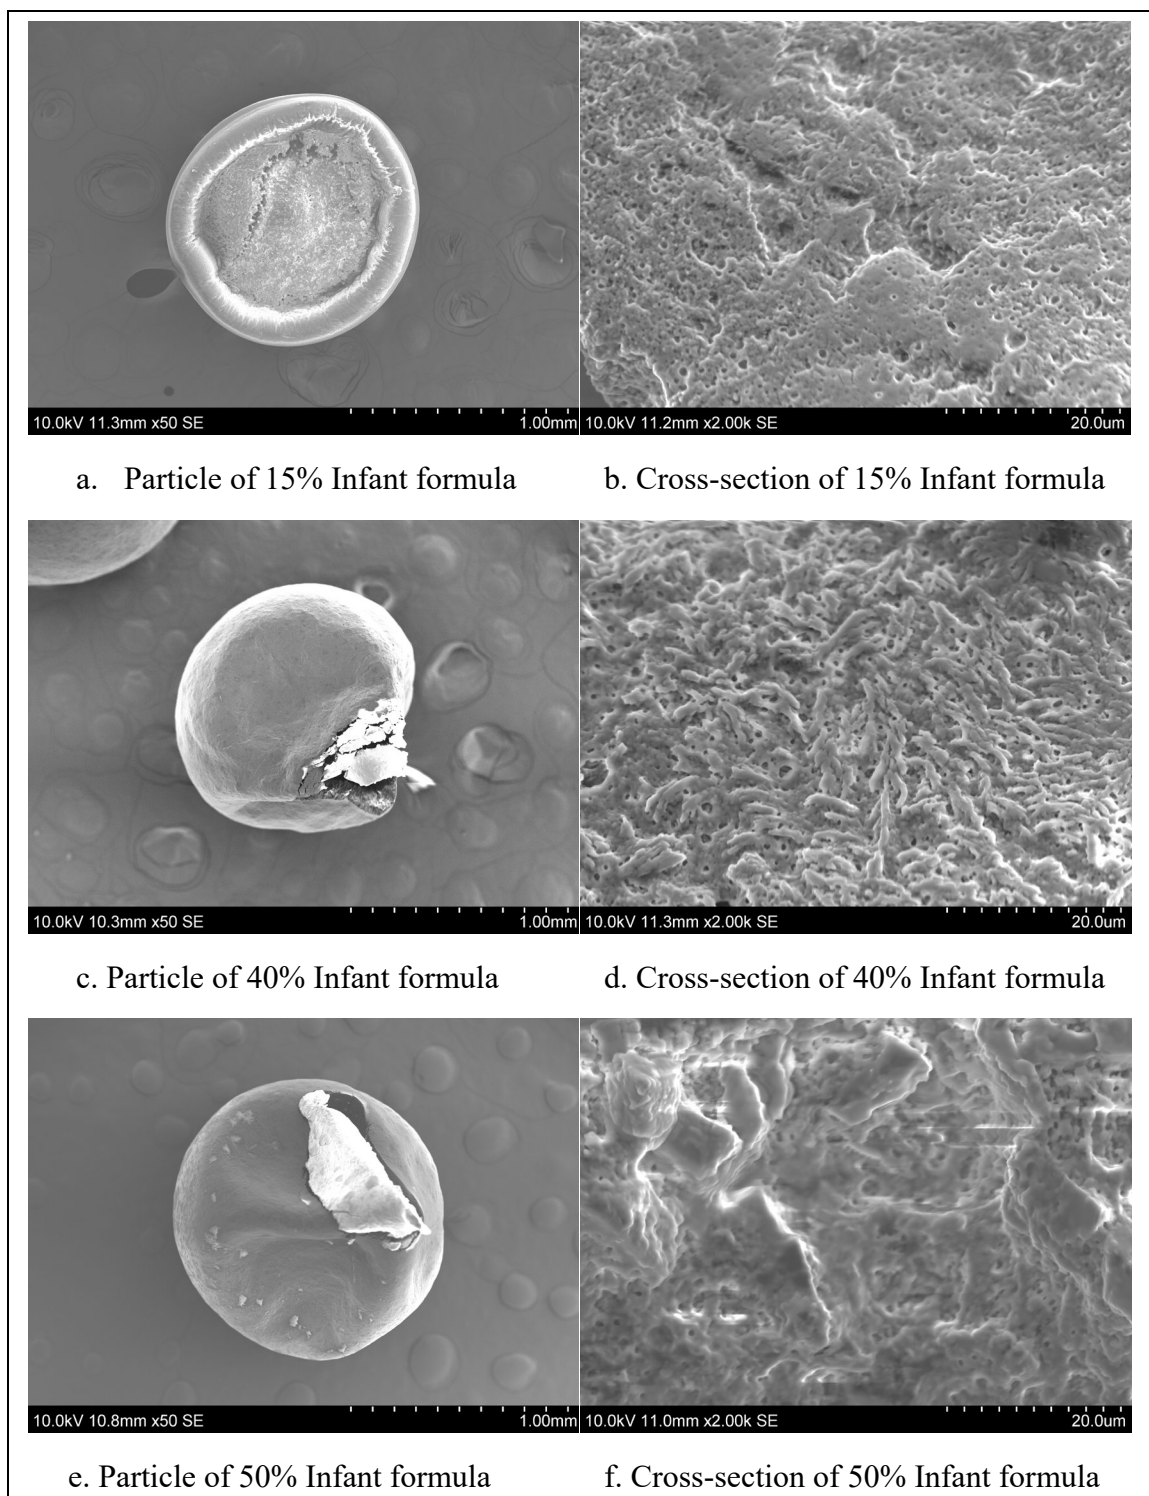 10.0kV 11.3mm x50 SE 1.00mm
10.0kV 11.2mm x2.00k SE 20.0um
a. Particle of 15% Infant formula
b. Cross-section of 15% Infant formula
10.0kV 10.3mm x50 SE 1.00mm
10.0kV 11.3mm x2.00k SE 20.0um
c. Particle of 40% Infant formula
d. Cross-section of 40% Infant formula
10.0kV 10.8mm x50 SE 1.00mm
10.0kV 11.0mm x2.00k SE 20.0um
e. Particle of 50% Infant formula
f. Cross-section of 50% Infant formula